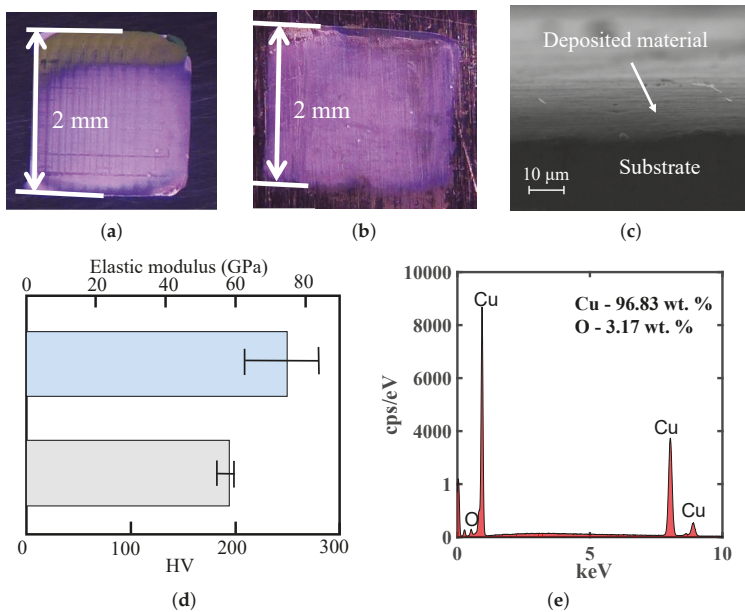 2 mm
(a)
2 mm
(b)
Deposited material
Substrate
10 μm
(c)
Elastic modulus (GPa)
0 20 40 60 80
0 100 200 300
HV
(d)
10000
8000
6000
4000
1
0
cps/eV
Cu
Cu - 96.83 wt. %
O - 3.17 wt. %
Cu
Cu
O
0 5 10
keV
(e)